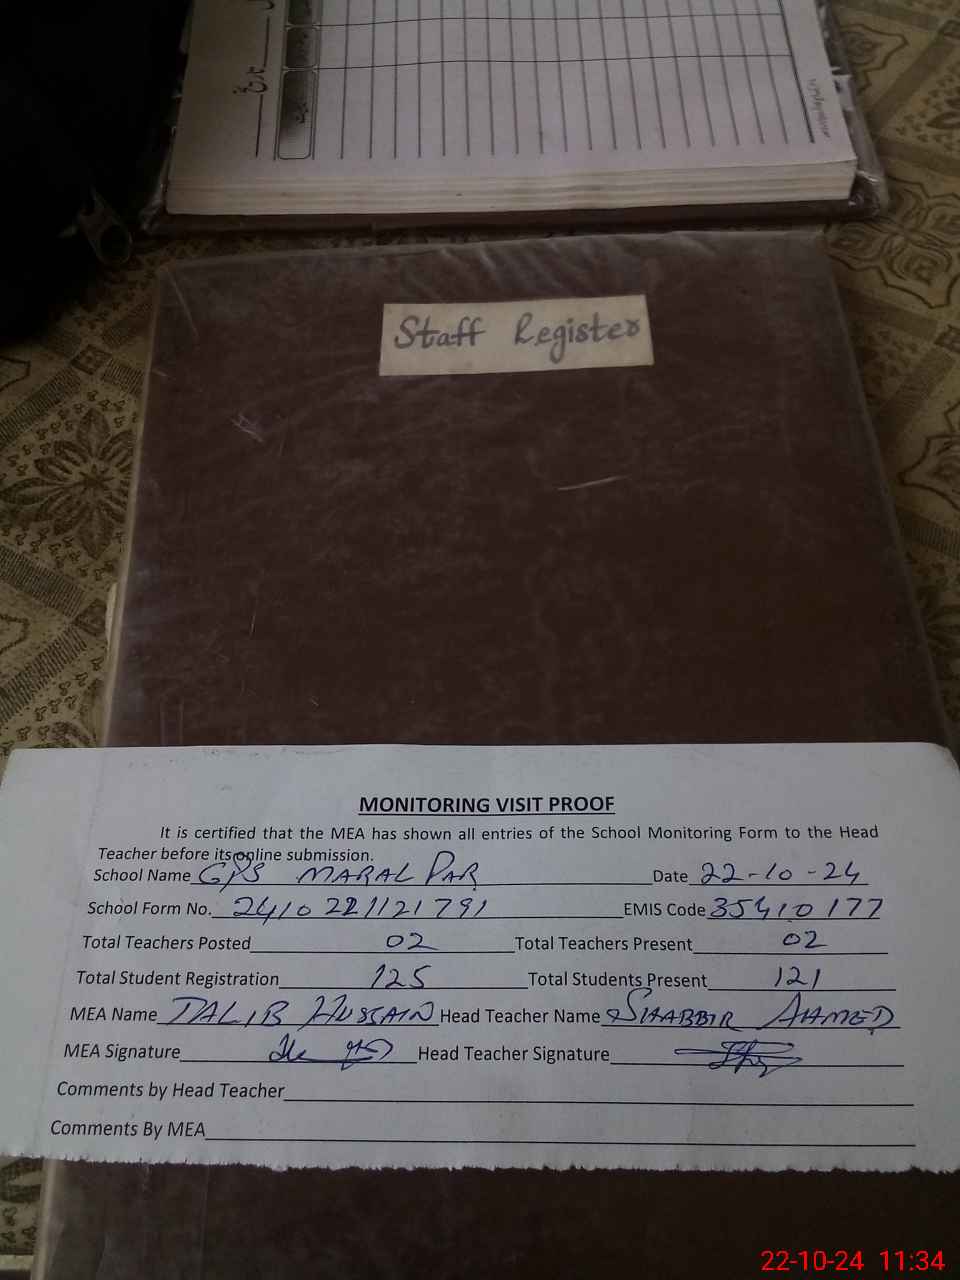 Staff Register
MONITORING VISIT PROOF
It is certified that the MEA has shown all entries of the School Monitoring Form to the Head
Teacher before its online submission.
School Name GPS MARAL PAR Date 22-10-24
School Form No. 2410221121791 EMIS Code 35410177
Total Teachers Posted 02 Total Teachers Present 02
Total Student Registration 125 Total Students Present 121
MEA Name TALIB HUSSAIN Head Teacher Name SHABBIR AHMED
MEA Signature Head Teacher Signature
Comments by Head Teacher
Comments By MEA
22-10-24 11:34